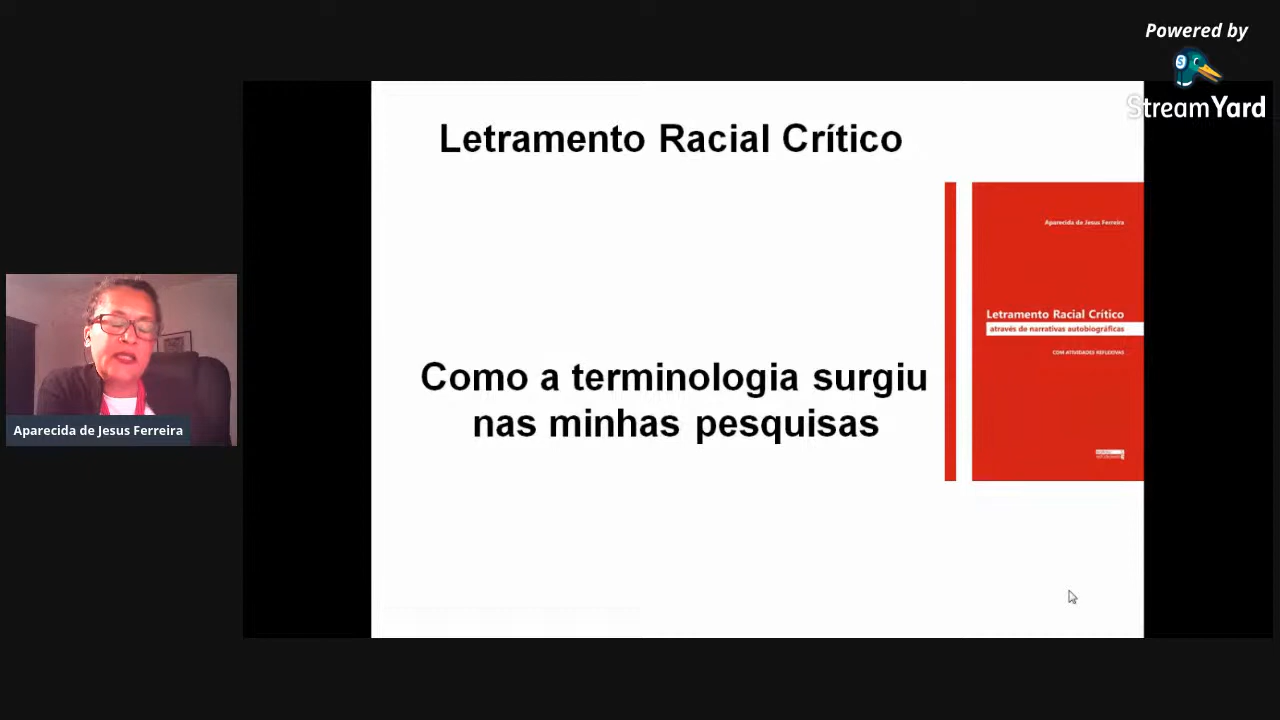 Powered by
StreamYard
Letramento Racial Crítico
Aparecida de Jesus Ferreira
Letramento Racial Crítico
através de narrativas autobiográficas
COM ATIVIDADES REFLEXIVAS
Como a terminologia surgiu
nas minhas pesquisas
Aparecida de Jesus Ferreira